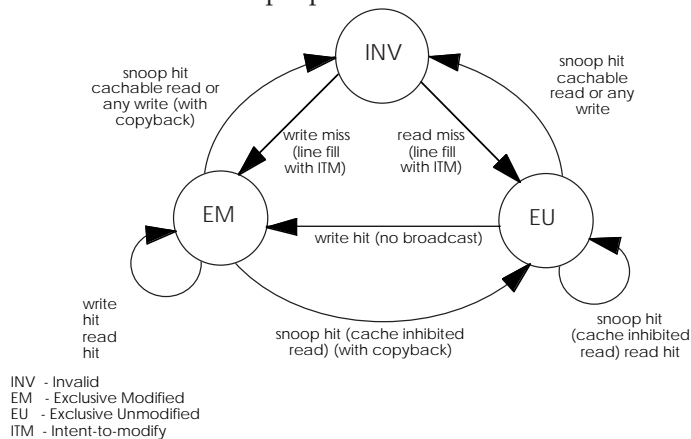 INV
snoop hit
cachable read or
any write (with
copyback)
snoop hit
cachable
read or any
write
write miss
(line fill
with ITM)
read miss
(line fill
with ITM)
EM
EU
write hit (no broadcast)
write
hit
read
hit
snoop hit (cache inhibited
read) (with copyback)
snoop hit
(cache inhibited
read) read hit
INV - Invalid
EM - Exclusive Modified
EU - Exclusive Unmodified
ITM - Intent-to-modify